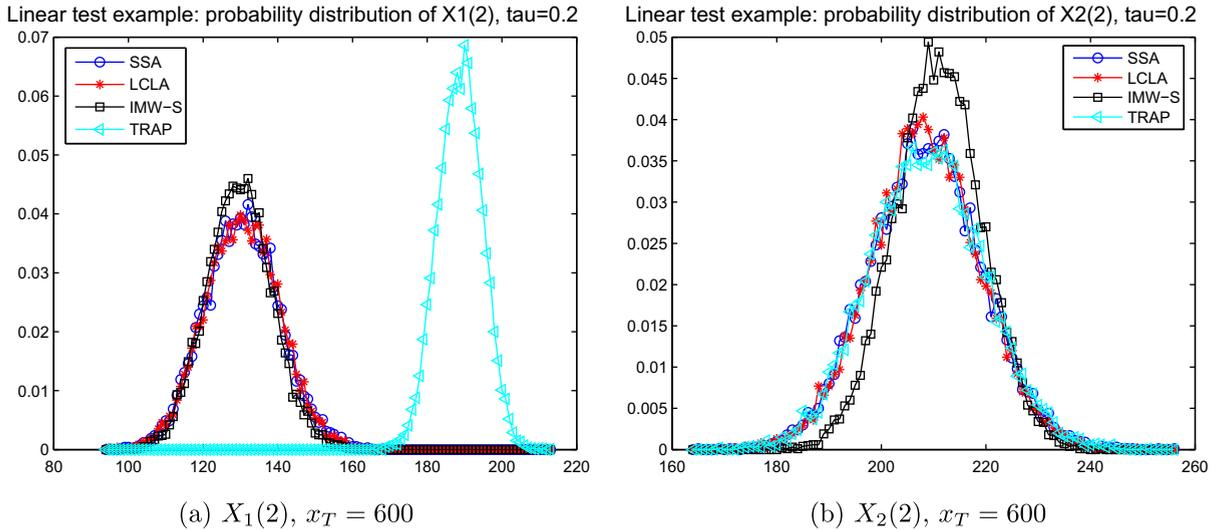 Linear test example: probability distribution of X1(2), tau=0.2
0.07
0.06
0.05
0.04
0.03
0.02
0.01
0
80 100 120 140 160 180 200 220
SSA
LCLA
IMW-S
TRAP
(a) X₁(2), x_T = 600
Linear test example: probability distribution of X2(2), tau=0.2
0.05
0.045
0.04
0.035
0.03
0.025
0.02
0.015
0.01
0.005
0
160 180 200 220 240 260
SSA
LCLA
IMW-S
TRAP
(b) X₂(2), x_T = 600